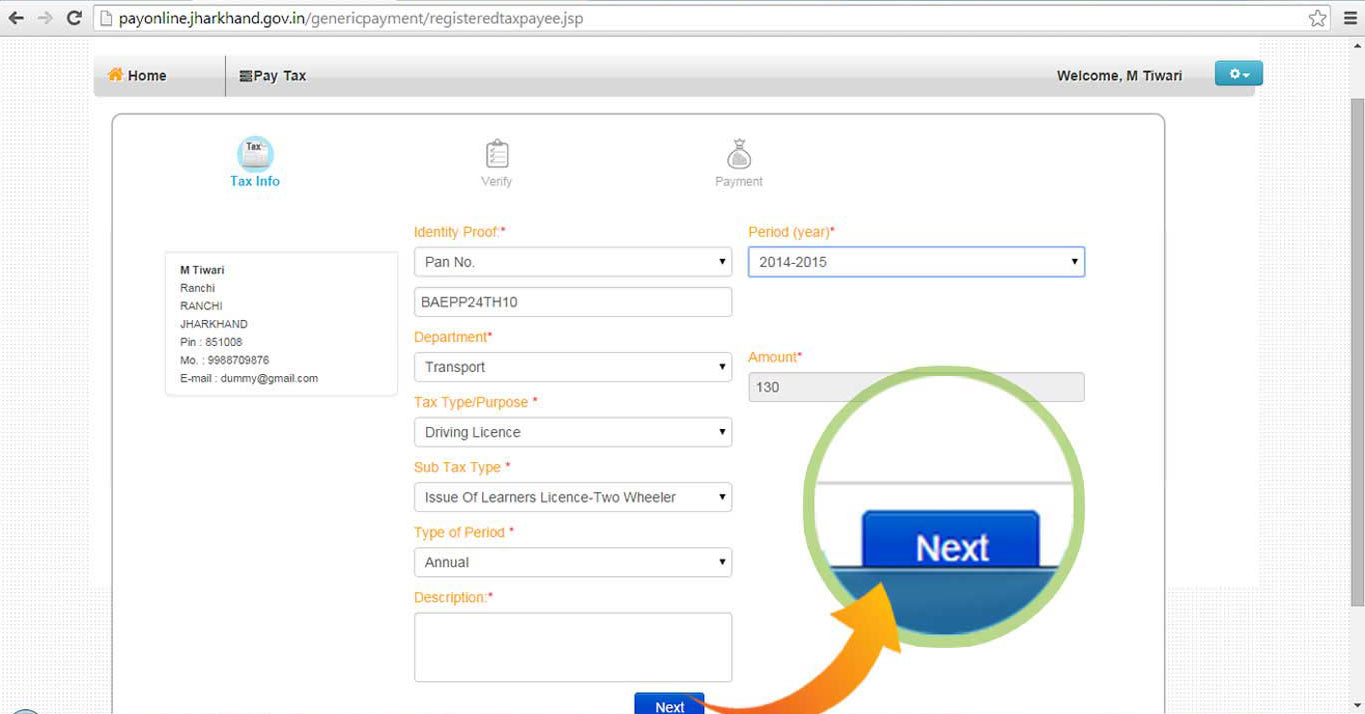 payonline.jharkhand.gov.in/genericpayment/registeredtaxpayee.jsp
Home
Pay Tax
Welcome, M Tiwari
Tax
Tax Info
Verify
Payment
M Tiwari
Ranchi
RANCHI
JHARKHAND
Pin : 851008
Mo. : 9988709876
E-mail : dummy@gmail.com
Identity Proof:*
Pan No.
BAEPP24TH10
Department*
Transport
Tax Type/Purpose *
Driving Licence
Sub Tax Type *
Issue Of Learners Licence-Two Wheeler
Type of Period *
Annual
Description:*
Period (year)*
2014-2015
Amount*
130
Next
Next